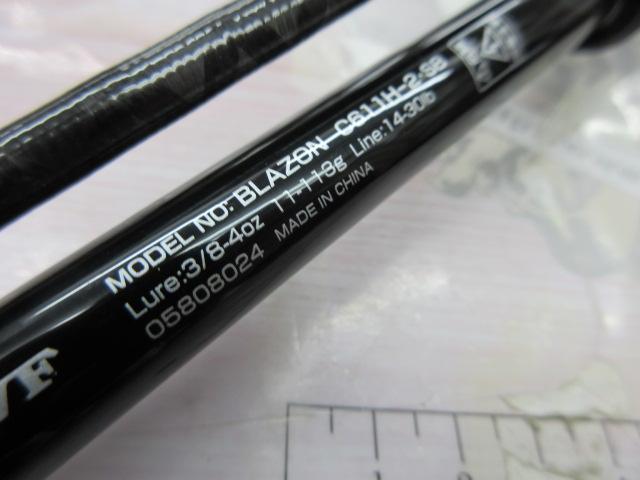 MODEL NO: BLAZON C611H-2·SB
Lure:3/8-4oz 11-113g Line:14-30lb
05808024 MADE IN CHINA
VF